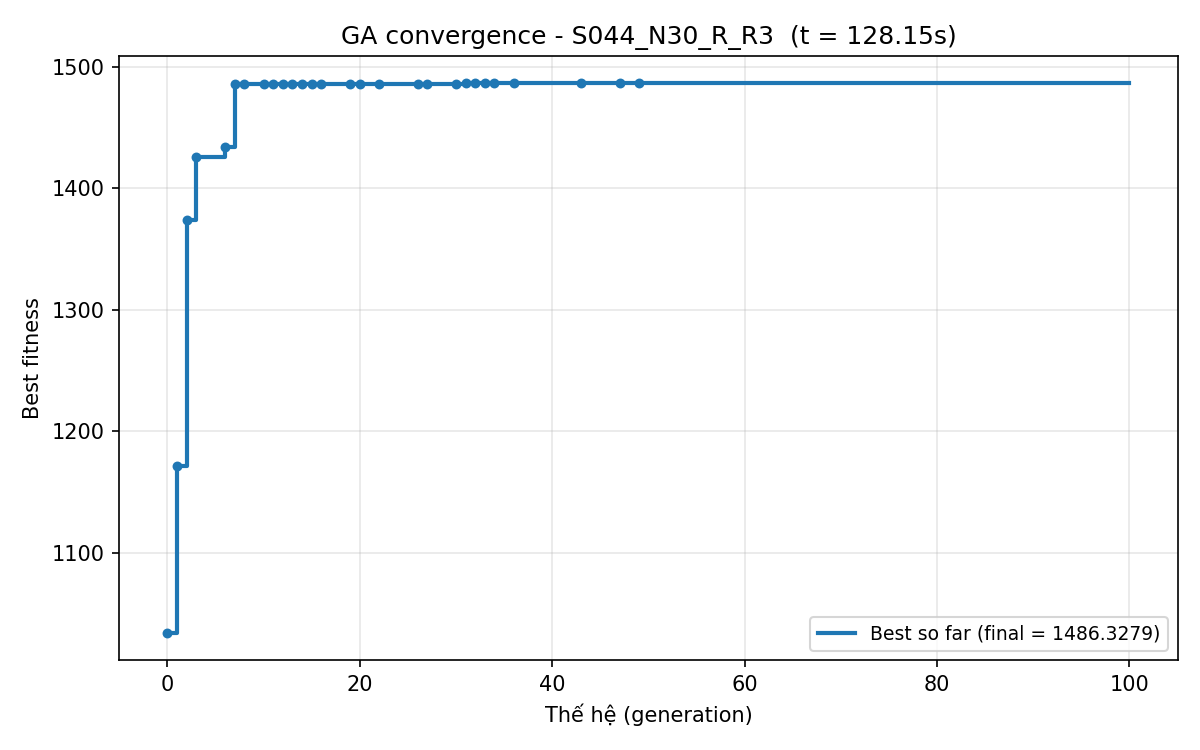 GA convergence - S044_N30_R_R3  (t = 128.15s)
Best fitness
1500
1400
1300
1200
1100
0 20 40 60 80 100
Thế hệ (generation)
Best so far (final = 1486.3279)